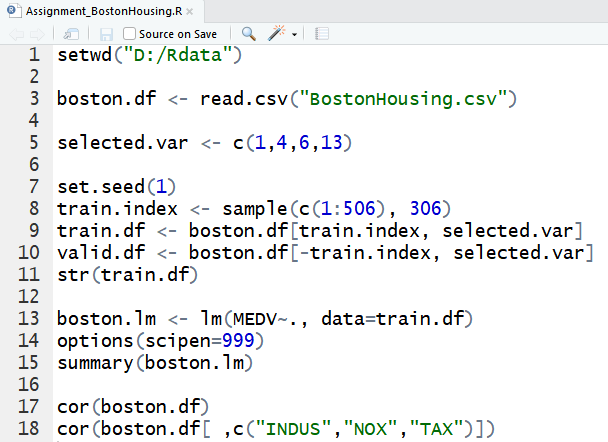 Assignment_BostonHousing.R
Source on Save
1 setwd("D:/Rdata")
2
3 boston.df <- read.csv("BostonHousing.csv")
4
5 selected.var <- c(1,4,6,13)
6
7 set.seed(1)
8 train.index <- sample(c(1:506), 306)
9 train.df <- boston.df[train.index, selected.var]
10 valid.df <- boston.df[-train.index, selected.var]
11 str(train.df)
12
13 boston.lm <- lm(MEDV~., data=train.df)
14 options(scipen=999)
15 summary(boston.lm)
16
17 cor(boston.df)
18 cor(boston.df[ ,c("INDUS","NOX","TAX")])